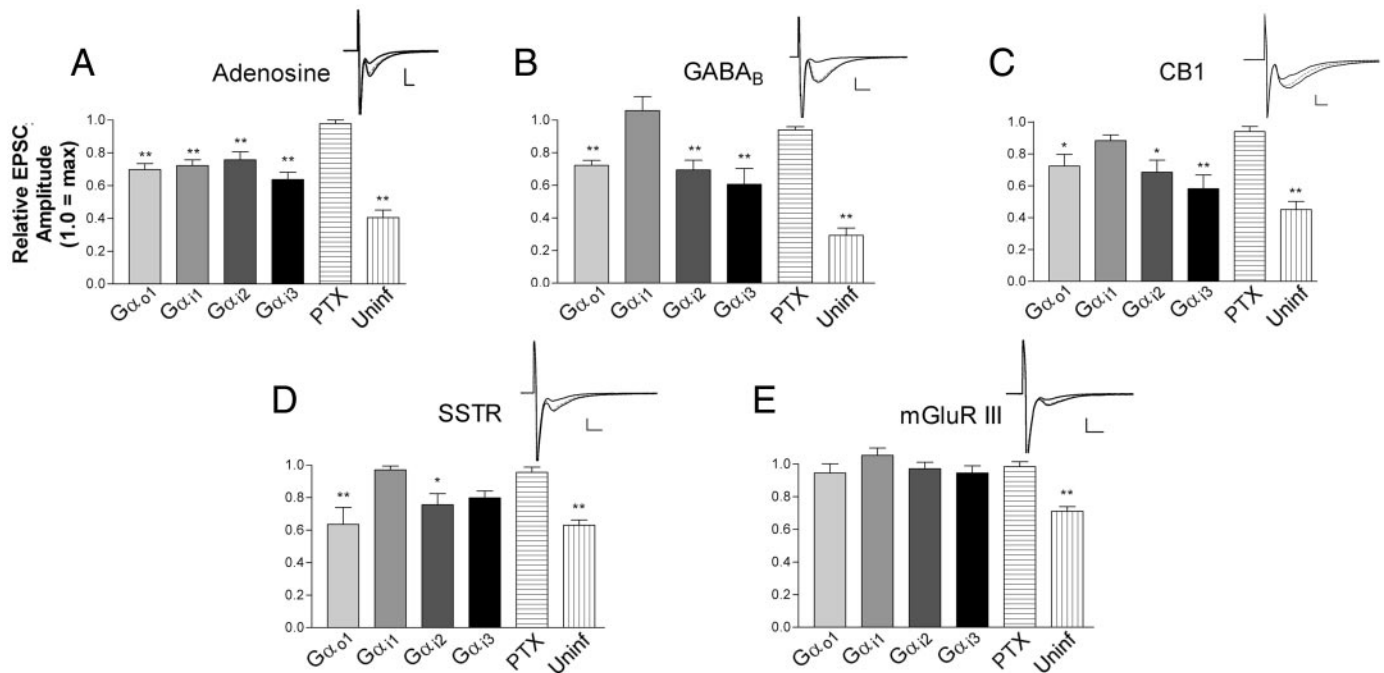 A
Adenosine
Relative EPSC
Amplitude
(1.0 = max)
1.0
0.8
0.6
0.4
0.2
0.0
** ** ** ** **
Gαo1 Gαi1 Gαi2 Gαi3 PTX Uninf
B
GABAB
1.0
0.8
0.6
0.4
0.2
0.0
** ** ** **
Gαo1 Gαi1 Gαi2 Gαi3 PTX Uninf
C
CB1
1.0
0.8
0.6
0.4
0.2
0.0
* * ** **
Gαo1 Gαi1 Gαi2 Gαi3 PTX Uninf
D
SSTR
1.0
0.8
0.6
0.4
0.2
0.0
** * **
Gαo1 Gαi1 Gαi2 Gαi3 PTX Uninf
E
mGluR III
1.0
0.8
0.6
0.4
0.2
0.0
**
Gαo1 Gαi1 Gαi2 Gαi3 PTX Uninf